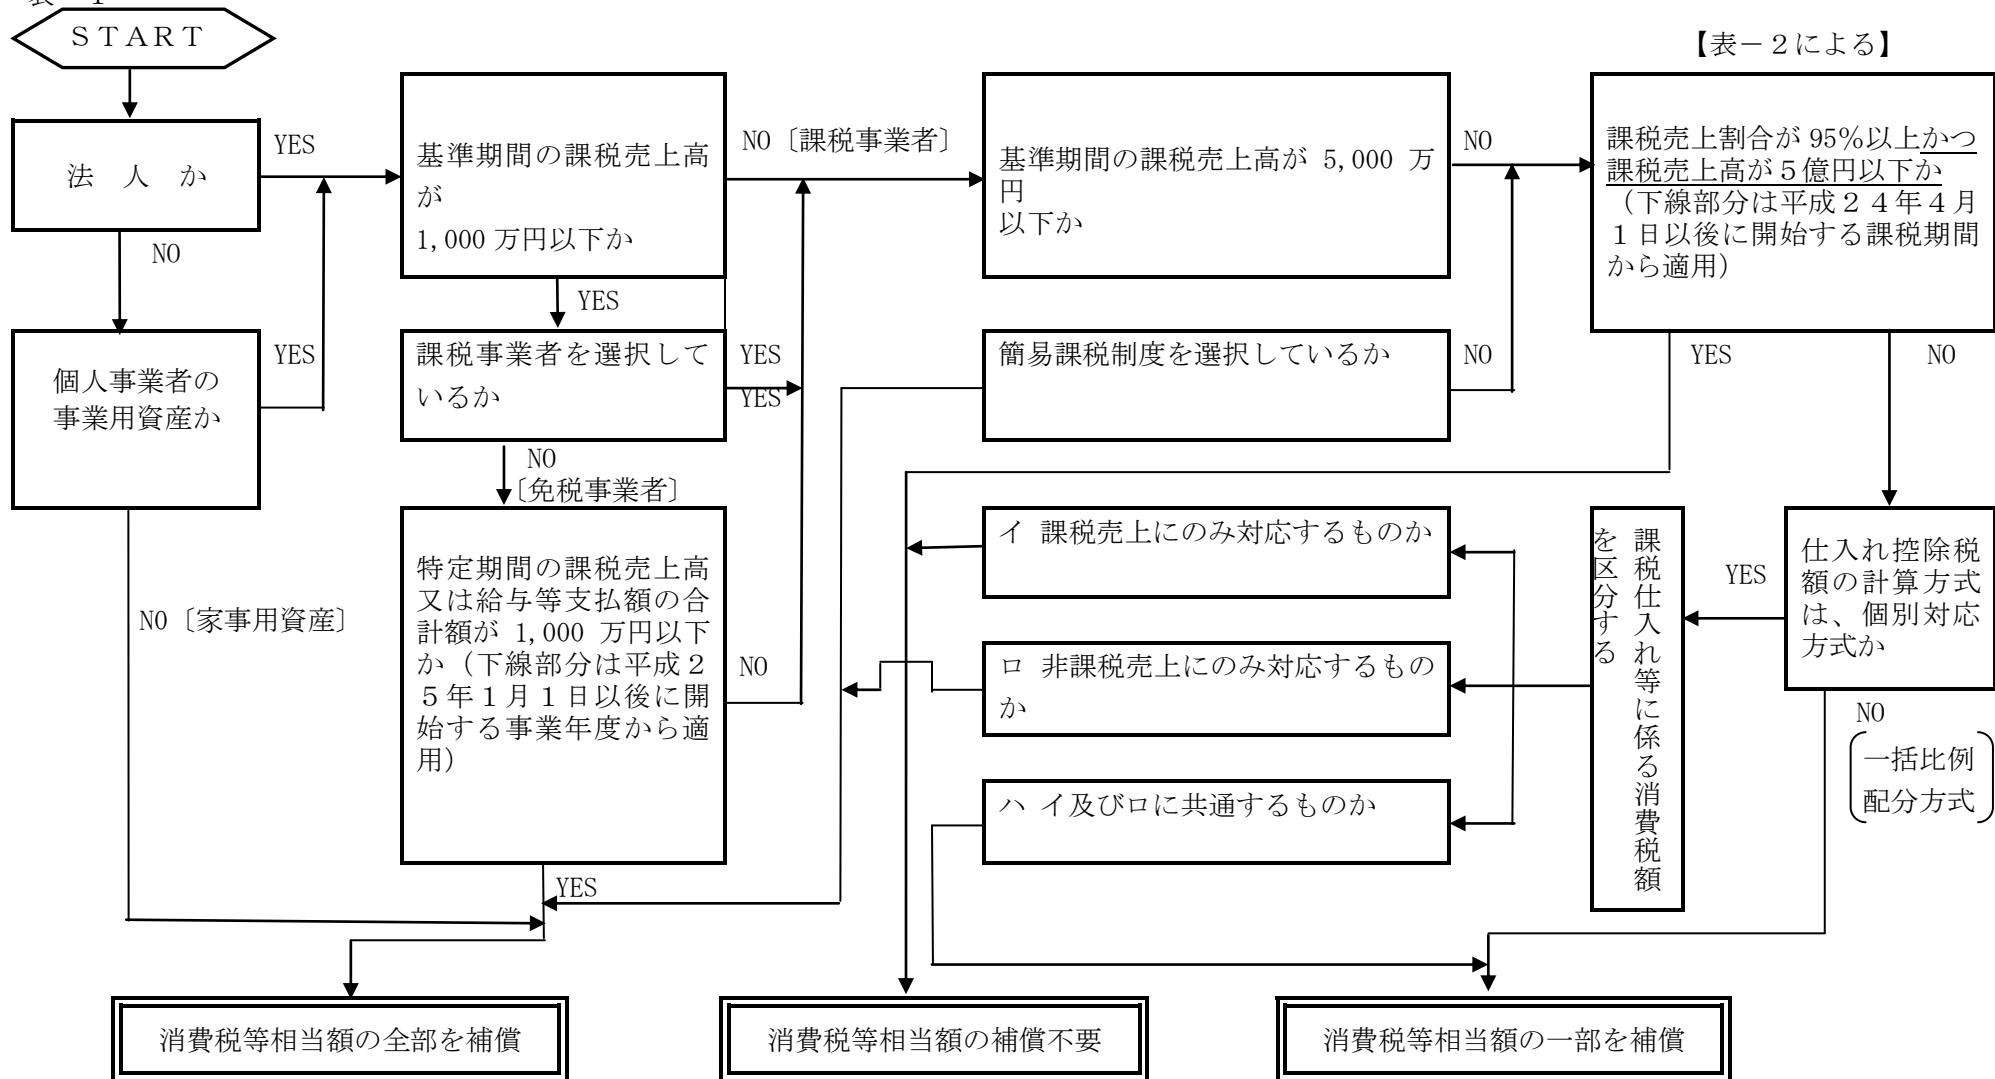 表－１
ＳＴＡＲＴ
【表－２による】
法　人　か
YES
NO
個人事業者の
事業用資産か
YES
NO〔家事用資産〕
基準期間の課税売上高
が
1,000 万円以下か
NO〔課税事業者〕
YES
課税事業者を選択して
いるか
YES
YES
NO
〔免税事業者〕
特定期間の課税売上高
又は給与等支払額の合
計額が 1,000 万円以下
か（下線部分は平成２
５年１月１日以後に開
始する事業年度から適
用）
NO
YES
基準期間の課税売上高が 5,000 万
円
以下か
NO
簡易課税制度を選択しているか
NO
課税売上割合が 95%以上かつ
課税売上高が５億円以下か
（下線部分は平成２４年４月
１日以後に開始する課税期間
から適用）
YES
NO
仕入れ控除税
額の計算方式
は、個別対応
方式か
YES
NO
一括比例
配分方式
課税仕入れ等に係る消費税額
を区分する
イ 課税売上にのみ対応するものか
ロ 非課税売上にのみ対応するもの
か
ハ イ及びロに共通するものか
消費税等相当額の全部を補償
消費税等相当額の補償不要
消費税等相当額の一部を補償